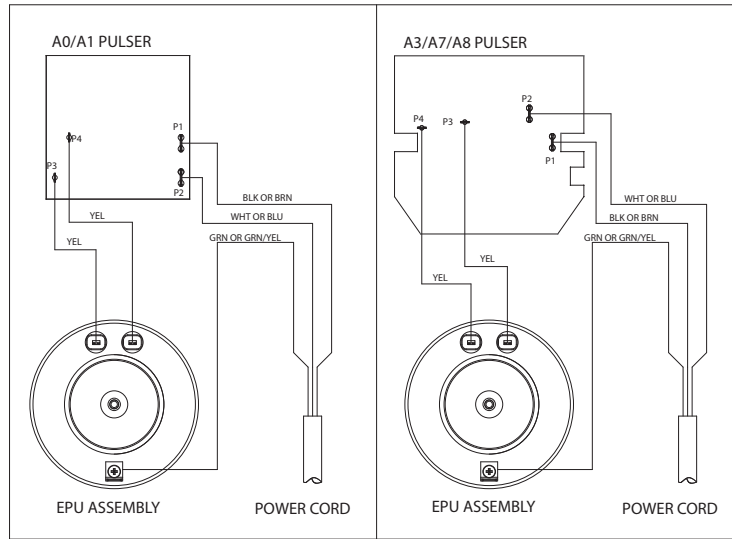 A0/A1 PULSER
P1
P4
P3
P2
BLK OR BRN
WHT OR BLU
YEL
GRN OR GRN/YEL
YEL
EPU ASSEMBLY
POWER CORD
A3/A7/A8 PULSER
P2
P4
P3
P1
WHT OR BLU
BLK OR BRN
GRN OR GRN/YEL
YEL
YEL
EPU ASSEMBLY
POWER CORD